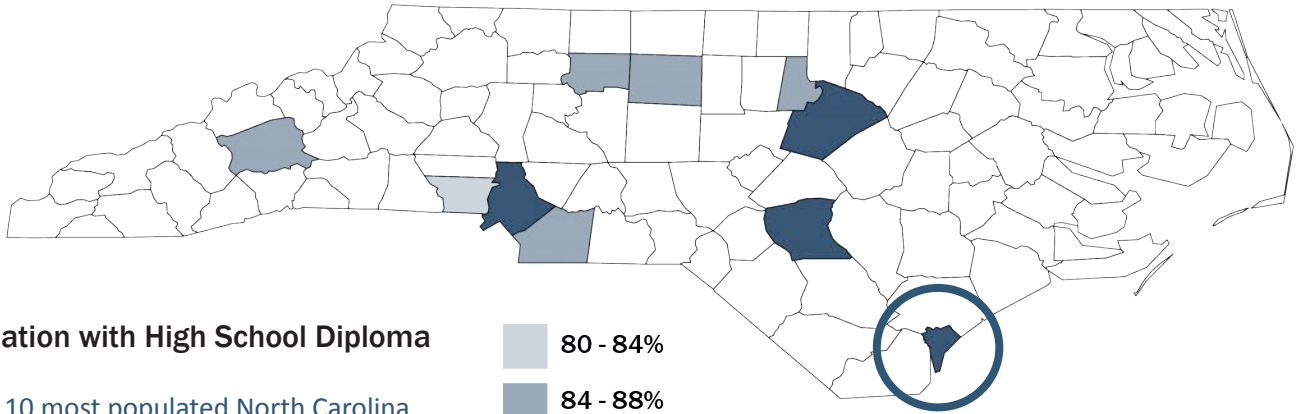 ation with High School Diploma
10 most populated North Carolina
80 - 84%
84 - 88%